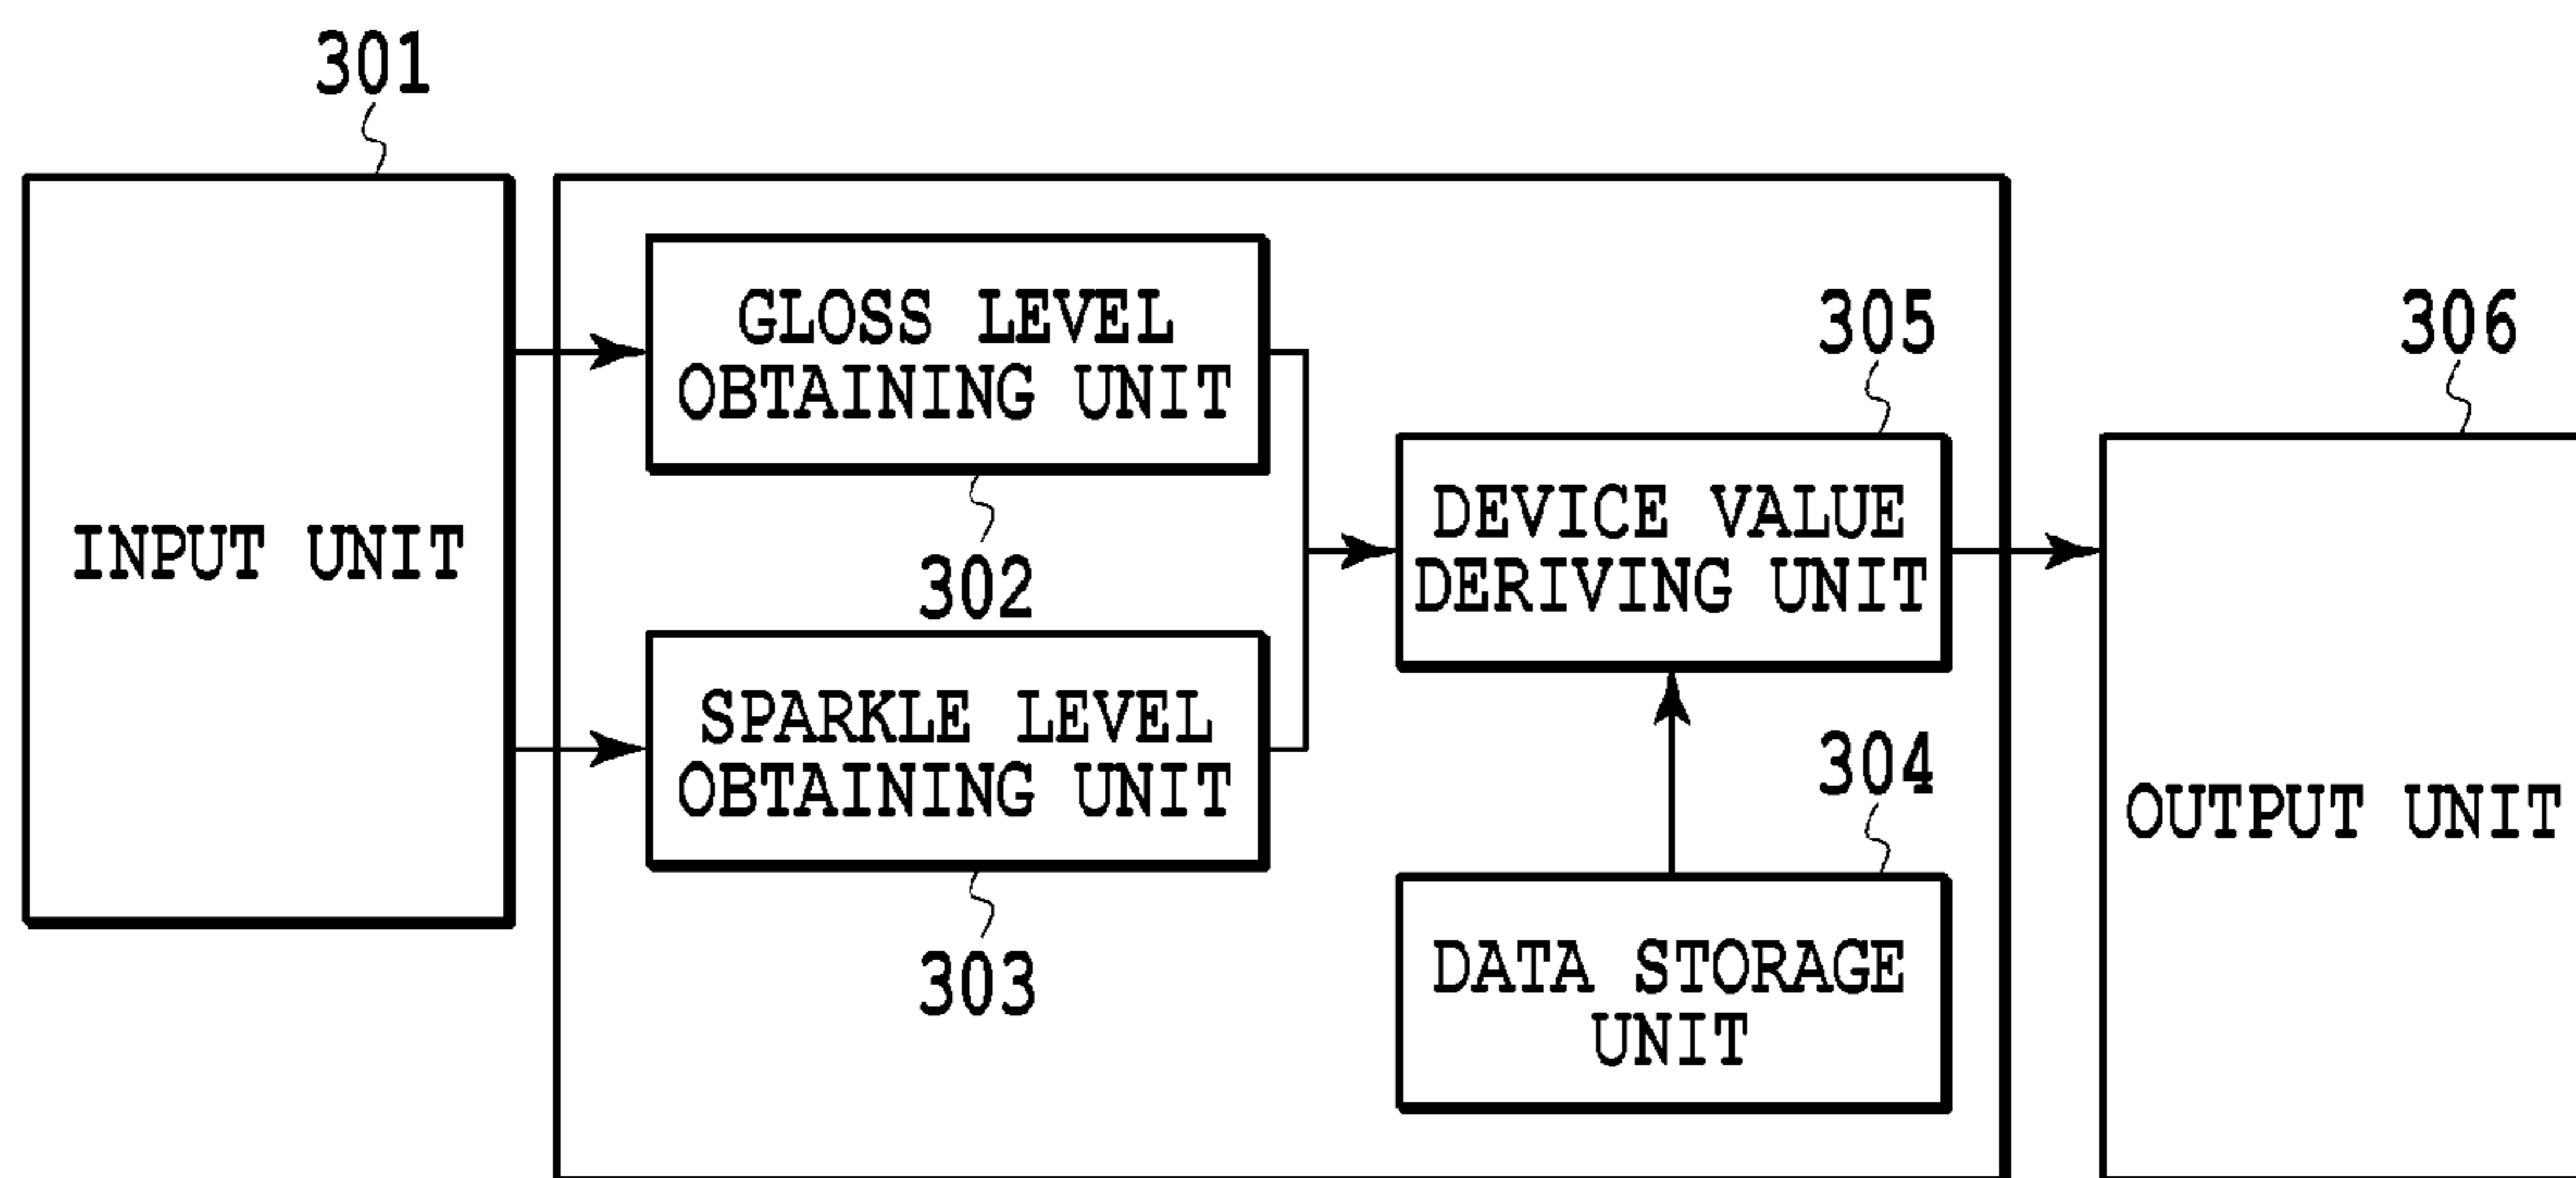 301
INPUT UNIT
GLOSS LEVEL
OBTAINING UNIT
302
SPARKLE LEVEL
OBTAINING UNIT
303
305
DEVICE VALUE
DERIVING UNIT
304
DATA STORAGE
UNIT
306
OUTPUT UNIT